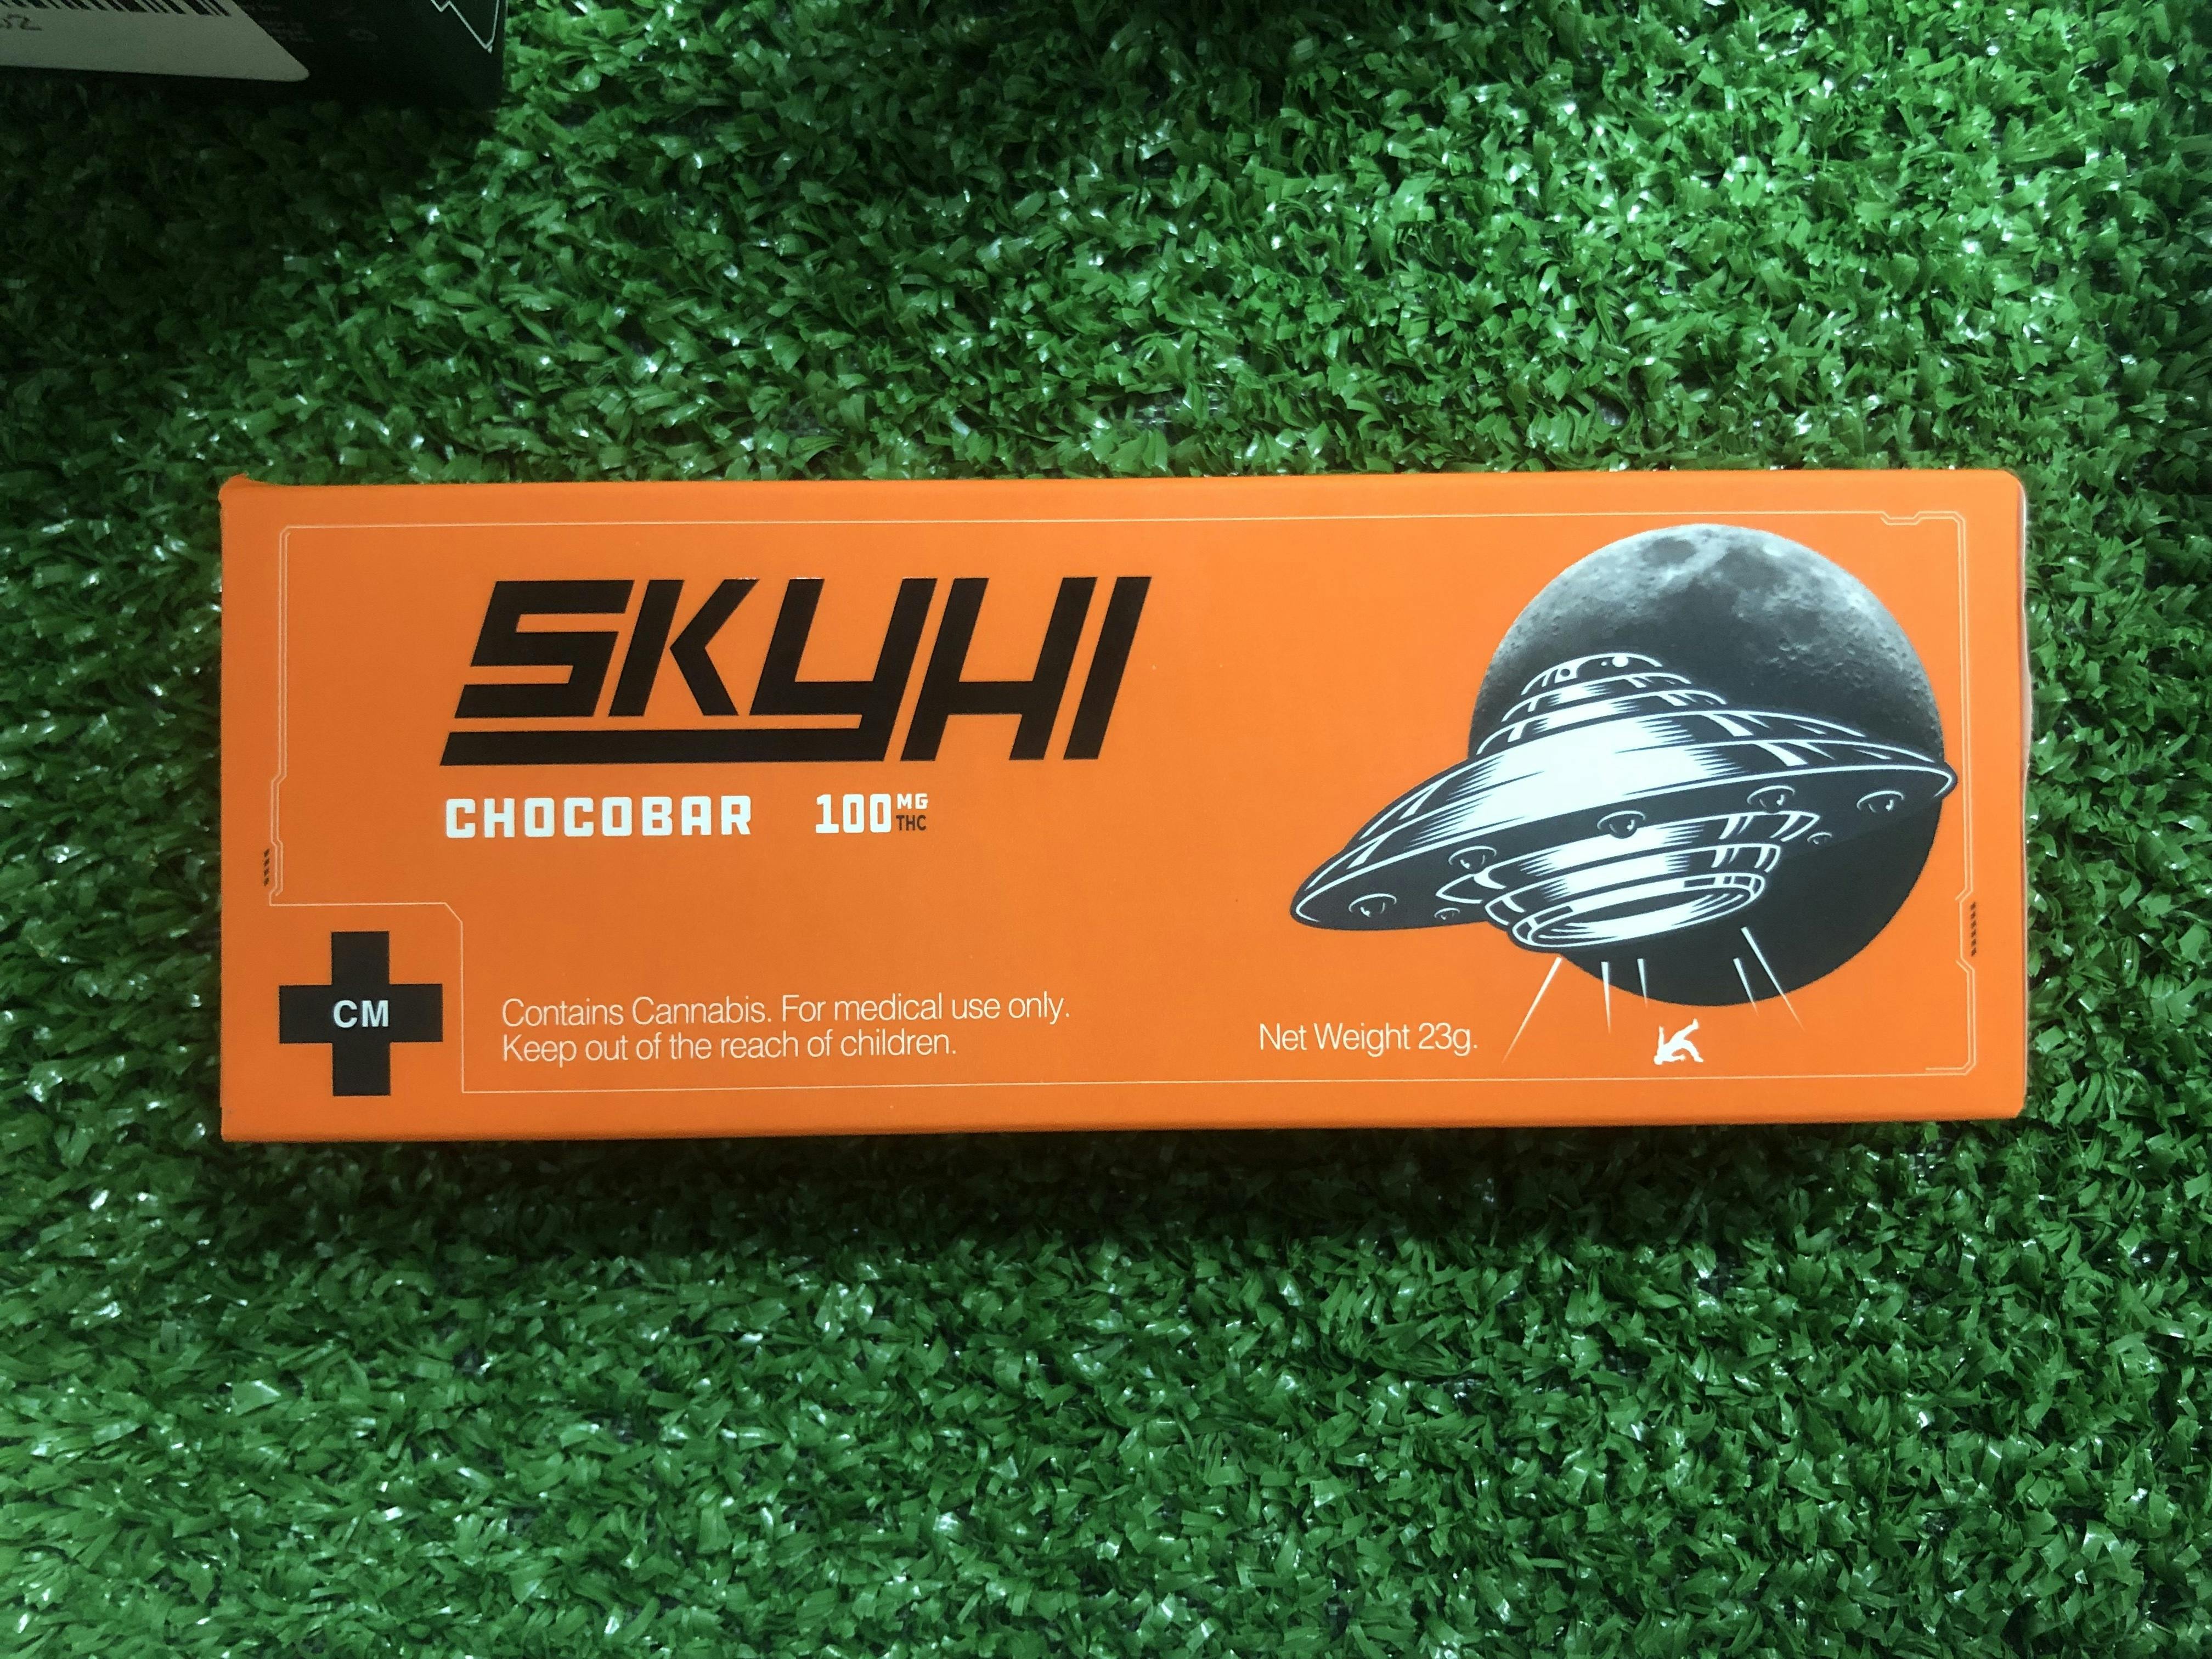 SKYHI
CHOCOBAR 100 MG THC
CM
Contains Cannabis. For medical use only.
Keep out of the reach of children.
Net Weight 23g.